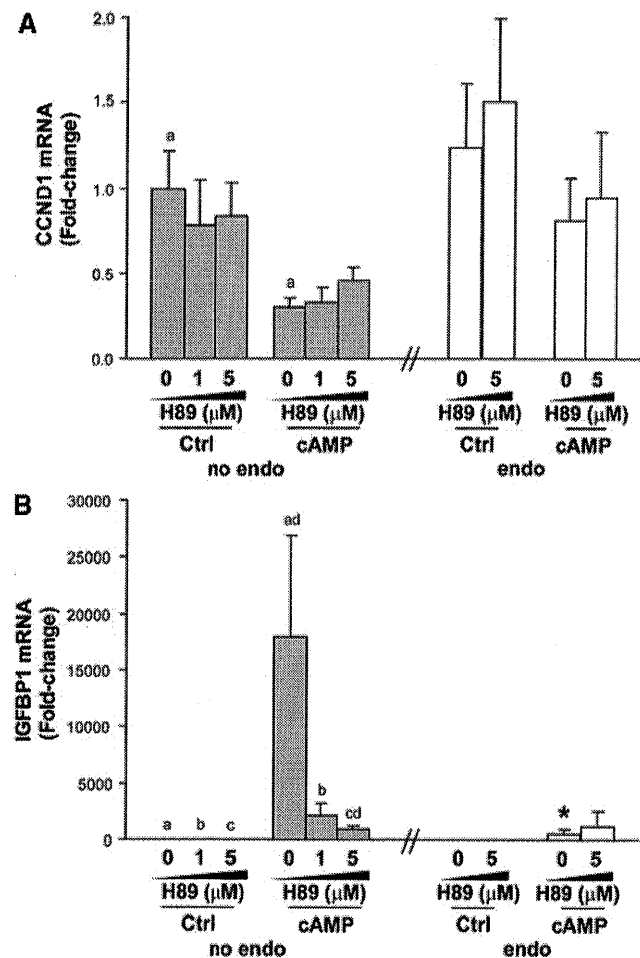 A
CCND1 mRNA
(Fold-change)
2.0
1.5
1.0
0.5
0.0
a
a
0 1 5 0 1 5 // 0 5 0 5
H89 (μM) H89 (μM) H89 (μM) H89 (μM)
Ctrl cAMP Ctrl cAMP
no endo endo
B
IGFBP1 mRNA
(Fold-change)
30000
25000
20000
15000
10000
5000
0
ad
a b c b cd *
0 1 5 0 1 5 // 0 5 0 5
H89 (μM) H89 (μM) H89 (μM) H89 (μM)
Ctrl cAMP Ctrl cAMP
no endo endo